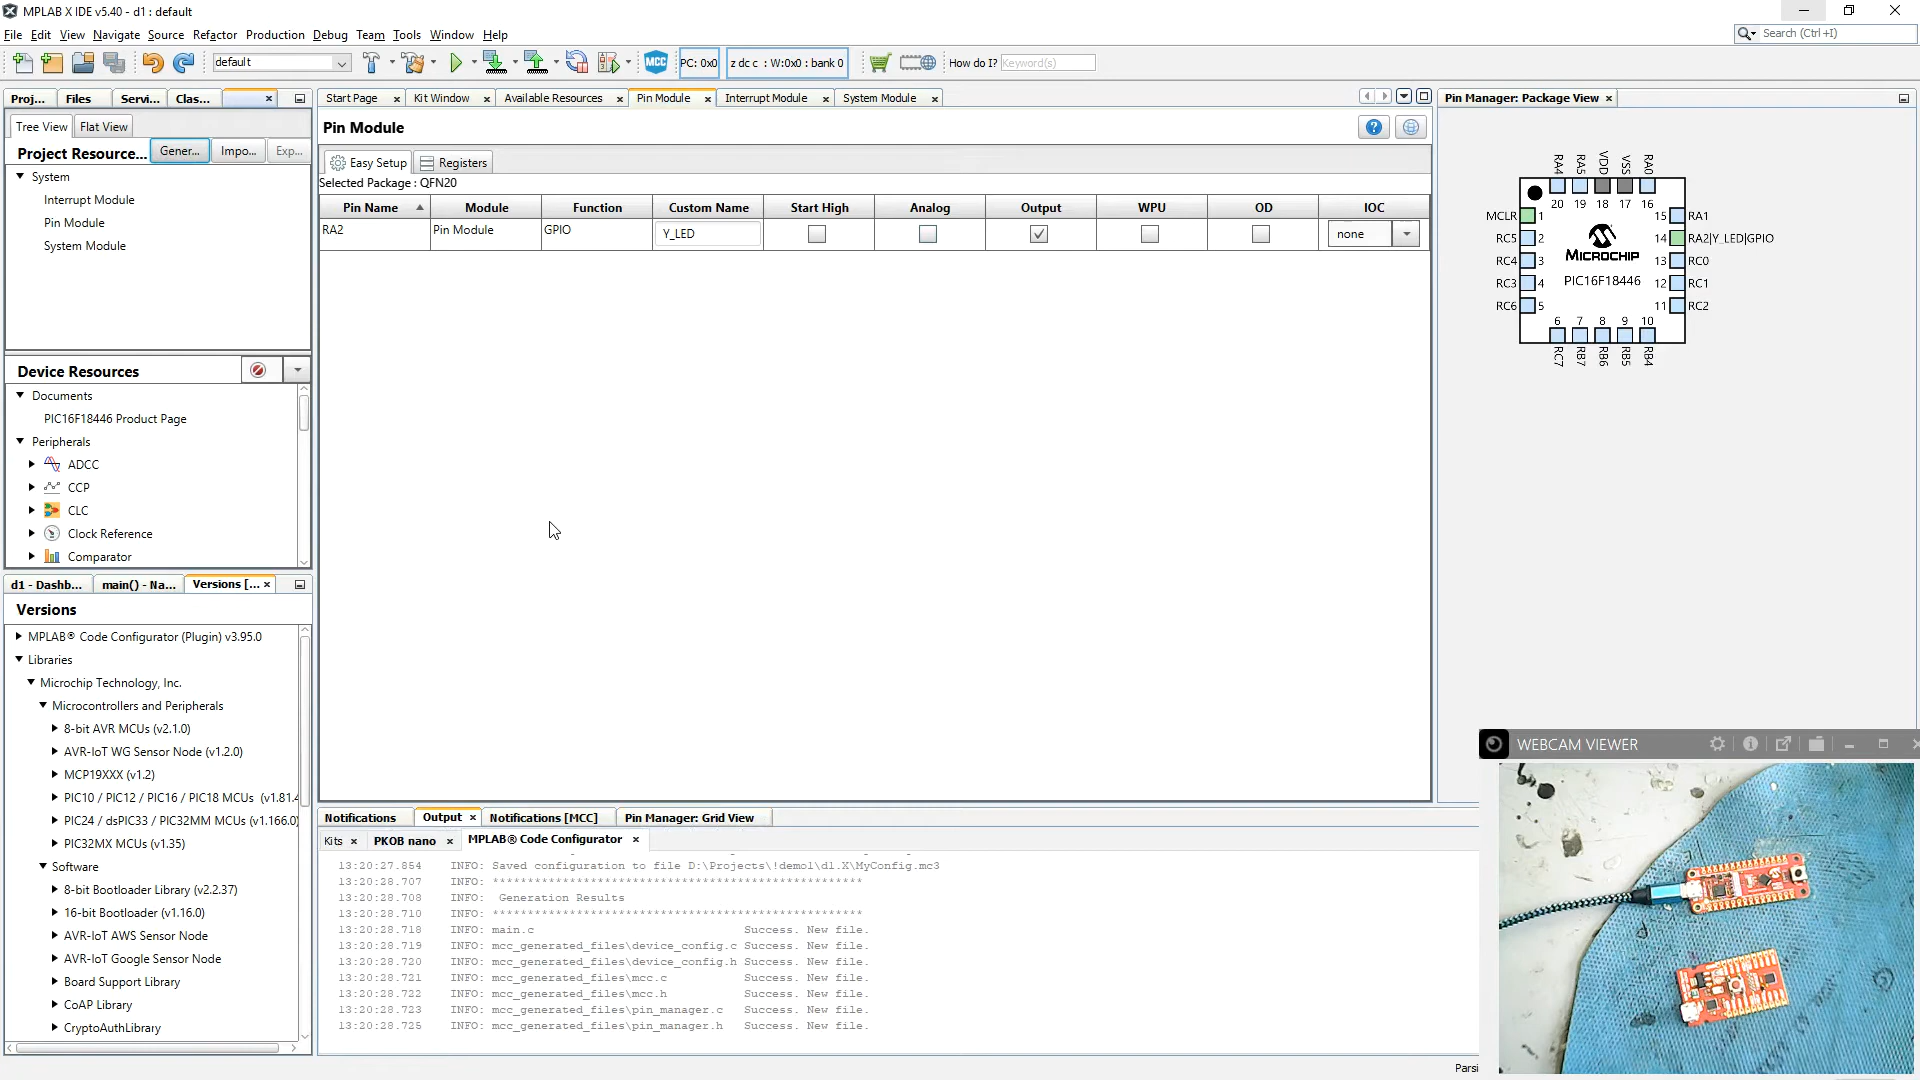 MPLAB X IDE v5.40 - d1 : default
File Edit View Navigate Source Refactor Production Debug Team Tools Window Help
Search (Ctrl+I)
default
MCC
PC: 0x0
z dc c : W:0x0 : bank 0
How do I? Keyword(s)
Proj... Files Servi... Clas...
Tree View Flat View
Project Resource... Gener... Impo... Exp...
System
Interrupt Module
Pin Module
System Module
Device Resources
Documents
PIC16F18446 Product Page
Peripherals
ADCC
CCP
CLC
Clock Reference
Comparator
d1 - Dashb... main() - Na... Versions [...
Versions
MPLAB® Code Configurator (Plugin) v3.95.0
Libraries
Microchip Technology, Inc.
Microcontrollers and Peripherals
8-bit AVR MCUs (v2.1.0)
AVR-IoT WG Sensor Node (v1.2.0)
MCP19XXX (v1.2)
PIC10 / PIC12 / PIC16 / PIC18 MCUs (v1.81.4
PIC24 / dsPIC33 / PIC32MM MCUs (v1.166.0)
PIC32MX MCUs (v1.35)
Software
8-bit Bootloader Library (v2.2.37)
16-bit Bootloader (v1.16.0)
AVR-IoT AWS Sensor Node
AVR-IoT Google Sensor Node
Board Support Library
CoAP Library
CryptoAuthLibrary
Start Page Kit Window Available Resources Pin Module Interrupt Module System Module
Pin Module
Easy Setup Registers
Selected Package : QFN20
Pin Name Module Function Custom Name Start High Analog Output WPU OD IOC
RA2 Pin Module GPIO Y_LED none
Notifications Output Notifications [MCC] Pin Manager: Grid View
Kits PKOB nano MPLAB® Code Configurator
13:20:27.854 INFO: Saved configuration to file D:\Projects\!demo1\d1.X\MyConfig.mc3
13:20:28.707 INFO: ****************************************************
13:20:28.708 INFO: Generation Results
13:20:28.710 INFO: ****************************************************
13:20:28.718 INFO: main.c Success. New file.
13:20:28.719 INFO: mcc_generated_files\device_config.c Success. New file.
13:20:28.720 INFO: mcc_generated_files\device_config.h Success. New file.
13:20:28.721 INFO: mcc_generated_files\mcc.c Success. New file.
13:20:28.722 INFO: mcc_generated_files\mcc.h Success. New file.
13:20:28.723 INFO: mcc_generated_files\pin_manager.c Success. New file.
13:20:28.725 INFO: mcc_generated_files\pin_manager.h Success. New file.
Parsi
Pin Manager: Package View
RA4 RA5 VDD VSS RA0
20 19 18 17 16
MCLR 1 15 RA1
RC5 2 14 RA2|Y_LED|GPIO
RC4 3 MICROCHIP 13 RC0
RC3 4 PIC16F18446 12 RC1
RC6 5 11 RC2
6 7 8 9 10
RC7 RB7 RB6 RB5 RB4
WEBCAM VIEWER